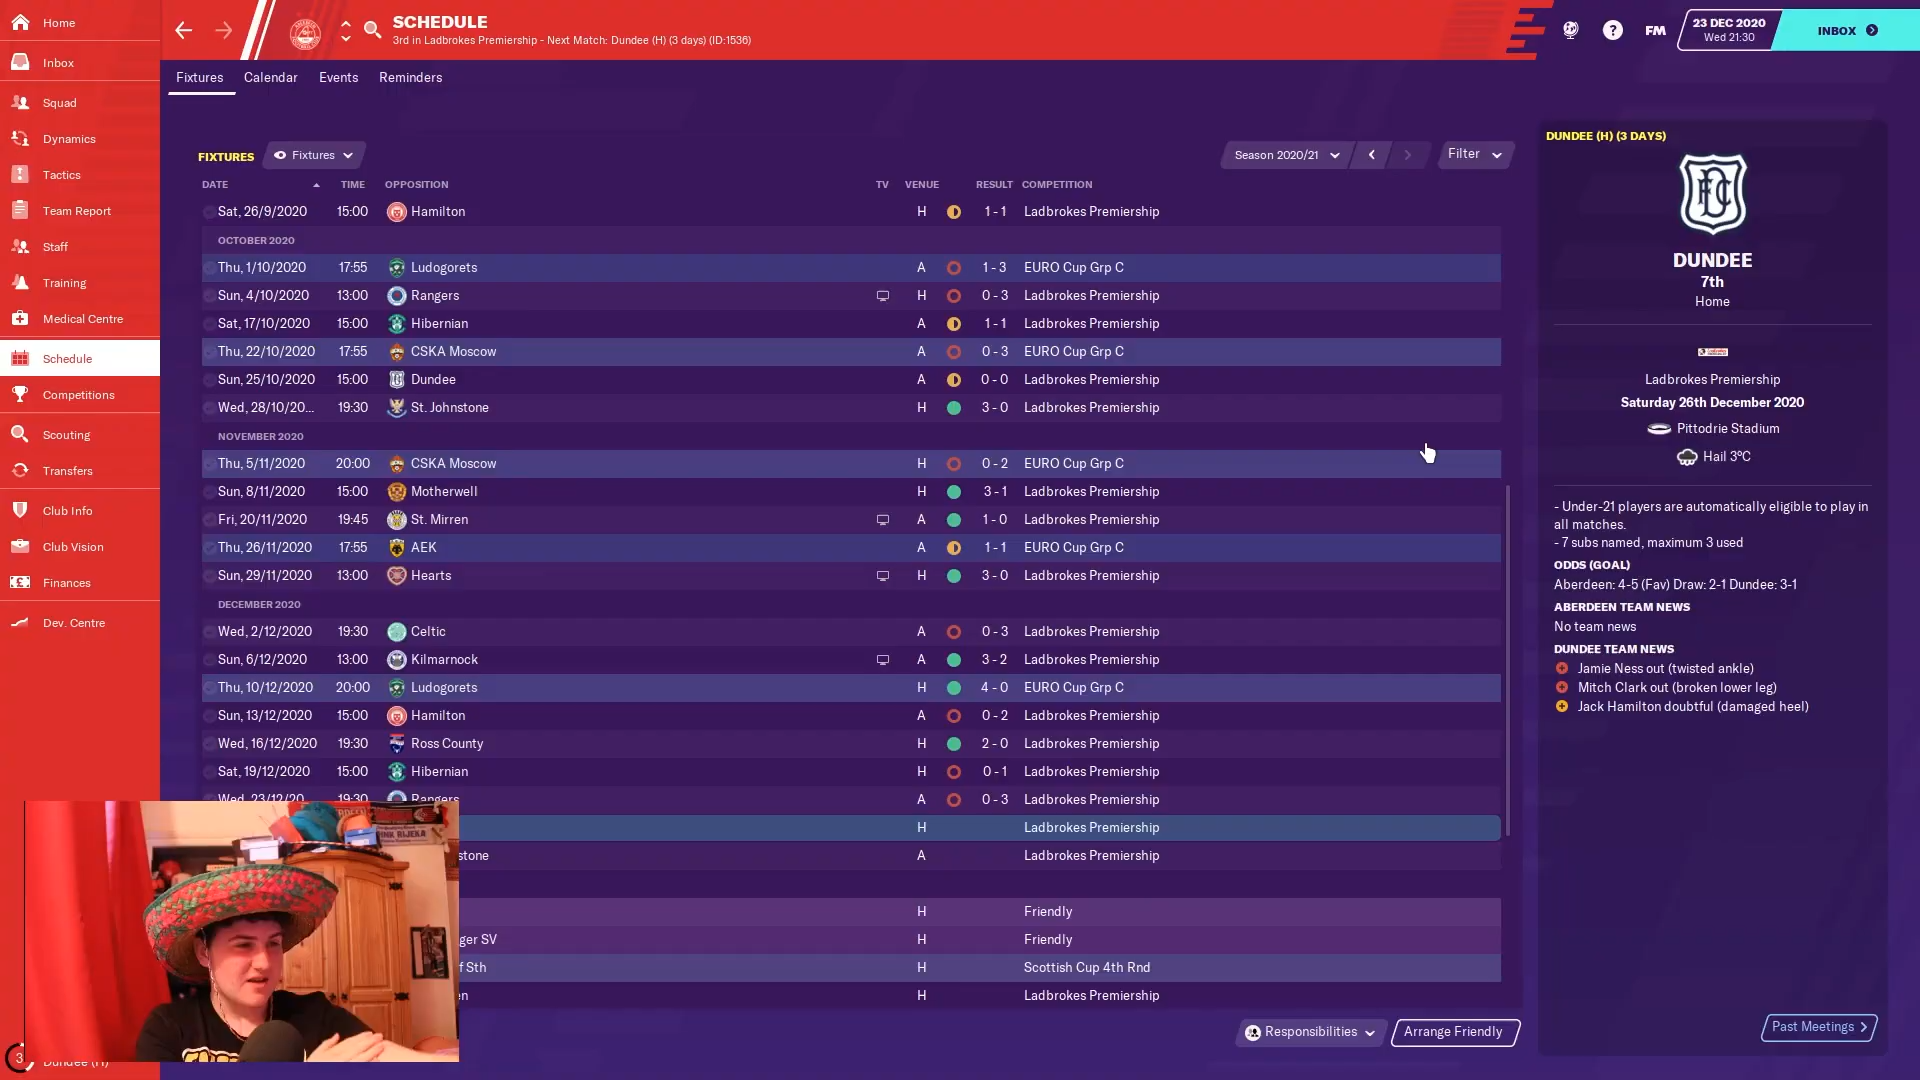 Home
Inbox
Squad
Dynamics
Tactics
Team Report
Staff
Training
Medical Centre
Schedule
Competitions
Scouting
Transfers
Club Info
Club Vision
Finances
Dev. Centre
SCHEDULE
3rd in Ladbrokes Premiership - Next Match: Dundee (H) (3 days) (ID:1536)
FM
23 DEC 2020
Wed 21:30
INBOX
Fixtures Calendar Events Reminders
FIXTURES Fixtures
Season 2020/21 Filter
DATE TIME OPPOSITION TV VENUE RESULT COMPETITION
Sat, 26/9/2020 15:00 Hamilton H 1 - 1 Ladbrokes Premiership
OCTOBER 2020
Thu, 1/10/2020 17:55 Ludogorets A 1 - 3 EURO Cup Grp C
Sun, 4/10/2020 13:00 Rangers H 0 - 3 Ladbrokes Premiership
Sat, 17/10/2020 15:00 Hibernian A 1 - 1 Ladbrokes Premiership
Thu, 22/10/2020 17:55 CSKA Moscow A 0 - 3 EURO Cup Grp C
Sun, 25/10/2020 15:00 Dundee A 0 - 0 Ladbrokes Premiership
Wed, 28/10/20... 19:30 St. Johnstone H 3 - 0 Ladbrokes Premiership
NOVEMBER 2020
Thu, 5/11/2020 20:00 CSKA Moscow H 0 - 2 EURO Cup Grp C
Sun, 8/11/2020 15:00 Motherwell H 3 - 1 Ladbrokes Premiership
Fri, 20/11/2020 19:45 St. Mirren A 1 - 0 Ladbrokes Premiership
Thu, 26/11/2020 17:55 AEK A 1 - 1 EURO Cup Grp C
Sun, 29/11/2020 13:00 Hearts H 3 - 0 Ladbrokes Premiership
DECEMBER 2020
Wed, 2/12/2020 19:30 Celtic A 0 - 3 Ladbrokes Premiership
Sun, 6/12/2020 13:00 Kilmarnock A 3 - 2 Ladbrokes Premiership
Thu, 10/12/2020 20:00 Ludogorets H 4 - 0 EURO Cup Grp C
Sun, 13/12/2020 15:00 Hamilton A 0 - 2 Ladbrokes Premiership
Wed, 16/12/2020 19:30 Ross County H 2 - 0 Ladbrokes Premiership
Sat, 19/12/2020 15:00 Hibernian H 0 - 1 Ladbrokes Premiership
Wed, 23/12/20... 19:30 Rangers A 0 - 3 Ladbrokes Premiership
H Ladbrokes Premiership
stone A Ladbrokes Premiership
H Friendly
ger SV H Friendly
f Sth H Scottish Cup 4th Rnd
en H Ladbrokes Premiership
Responsibilities Arrange Friendly
DUNDEE (H) (3 DAYS)
DUNDEE
7th
Home
Ladbrokes Premiership
Saturday 26th December 2020
Pittodrie Stadium
Hail 3ºC
- Under-21 players are automatically eligible to play in
all matches.
- 7 subs named, maximum 3 used
ODDS (GOAL)
Aberdeen: 4-5 (Fav) Draw: 2-1 Dundee: 3-1
ABERDEEN TEAM NEWS
No team news
DUNDEE TEAM NEWS
Jamie Ness out (twisted ankle)
Mitch Clark out (broken lower leg)
Jack Hamilton doubtful (damaged heel)
Past Meetings
3
Dundee (H)
RIJEKA